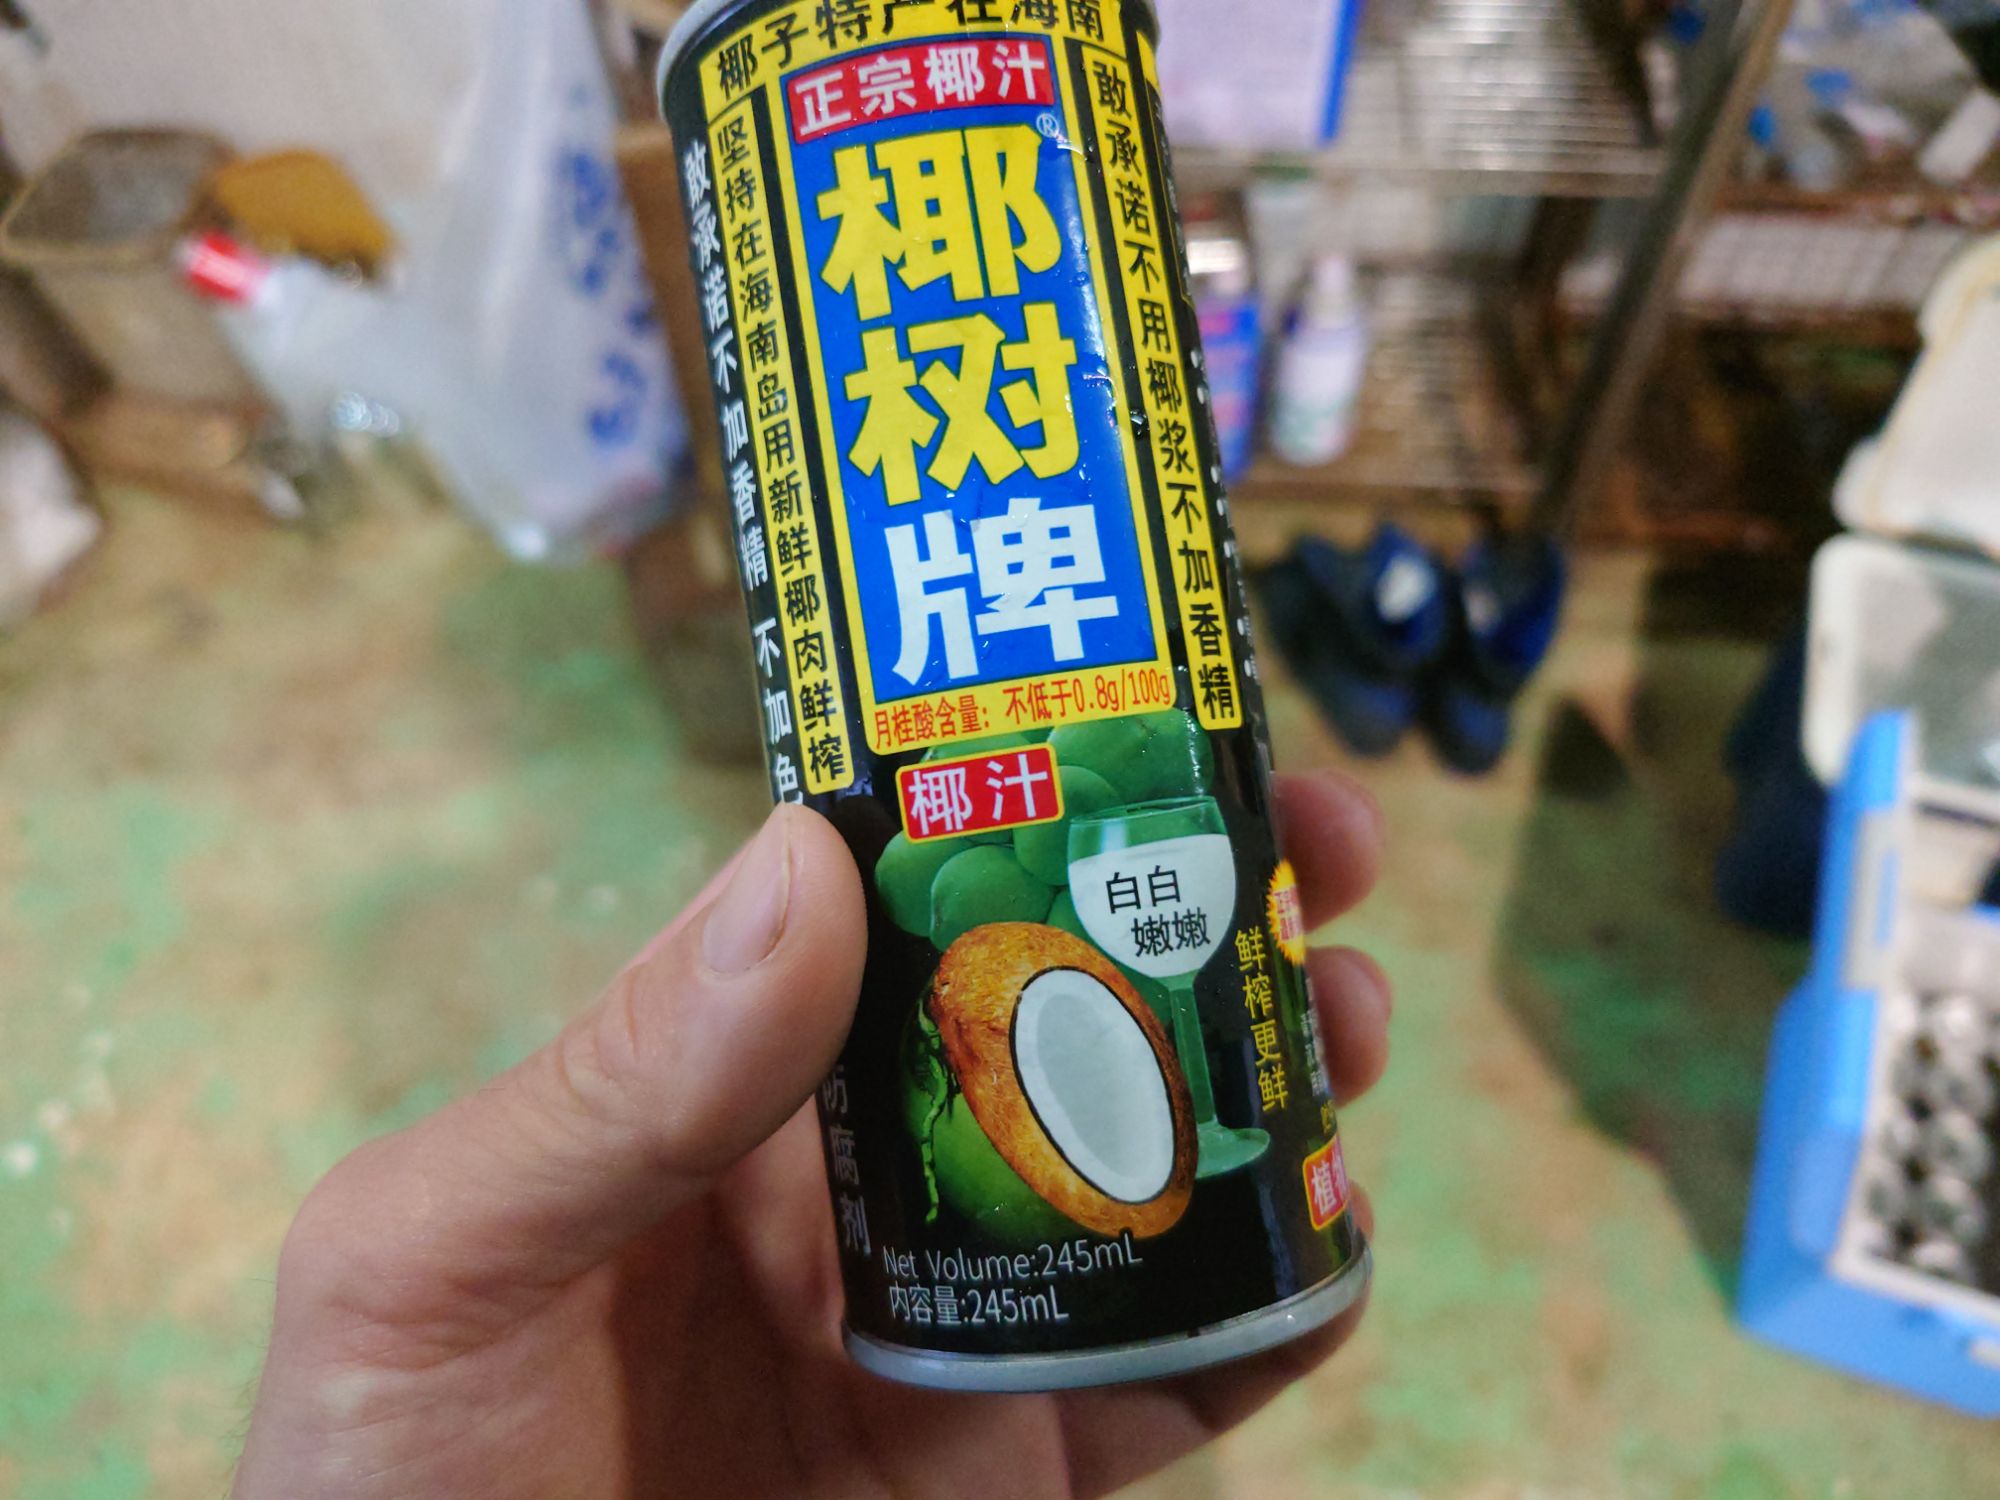 椰子特产在海南
正宗椰汁
椰树牌
®
坚持在海南岛用新鲜椰肉鲜榨
敢承诺不用椰浆不加香精
敢承诺不加香精 不加色
防腐剂
月桂酸含量：不低于0.8g/100g
椰汁
白白
嫩嫩
鲜榨更鲜
植物
Net Volume:245mL
内容量:245mL